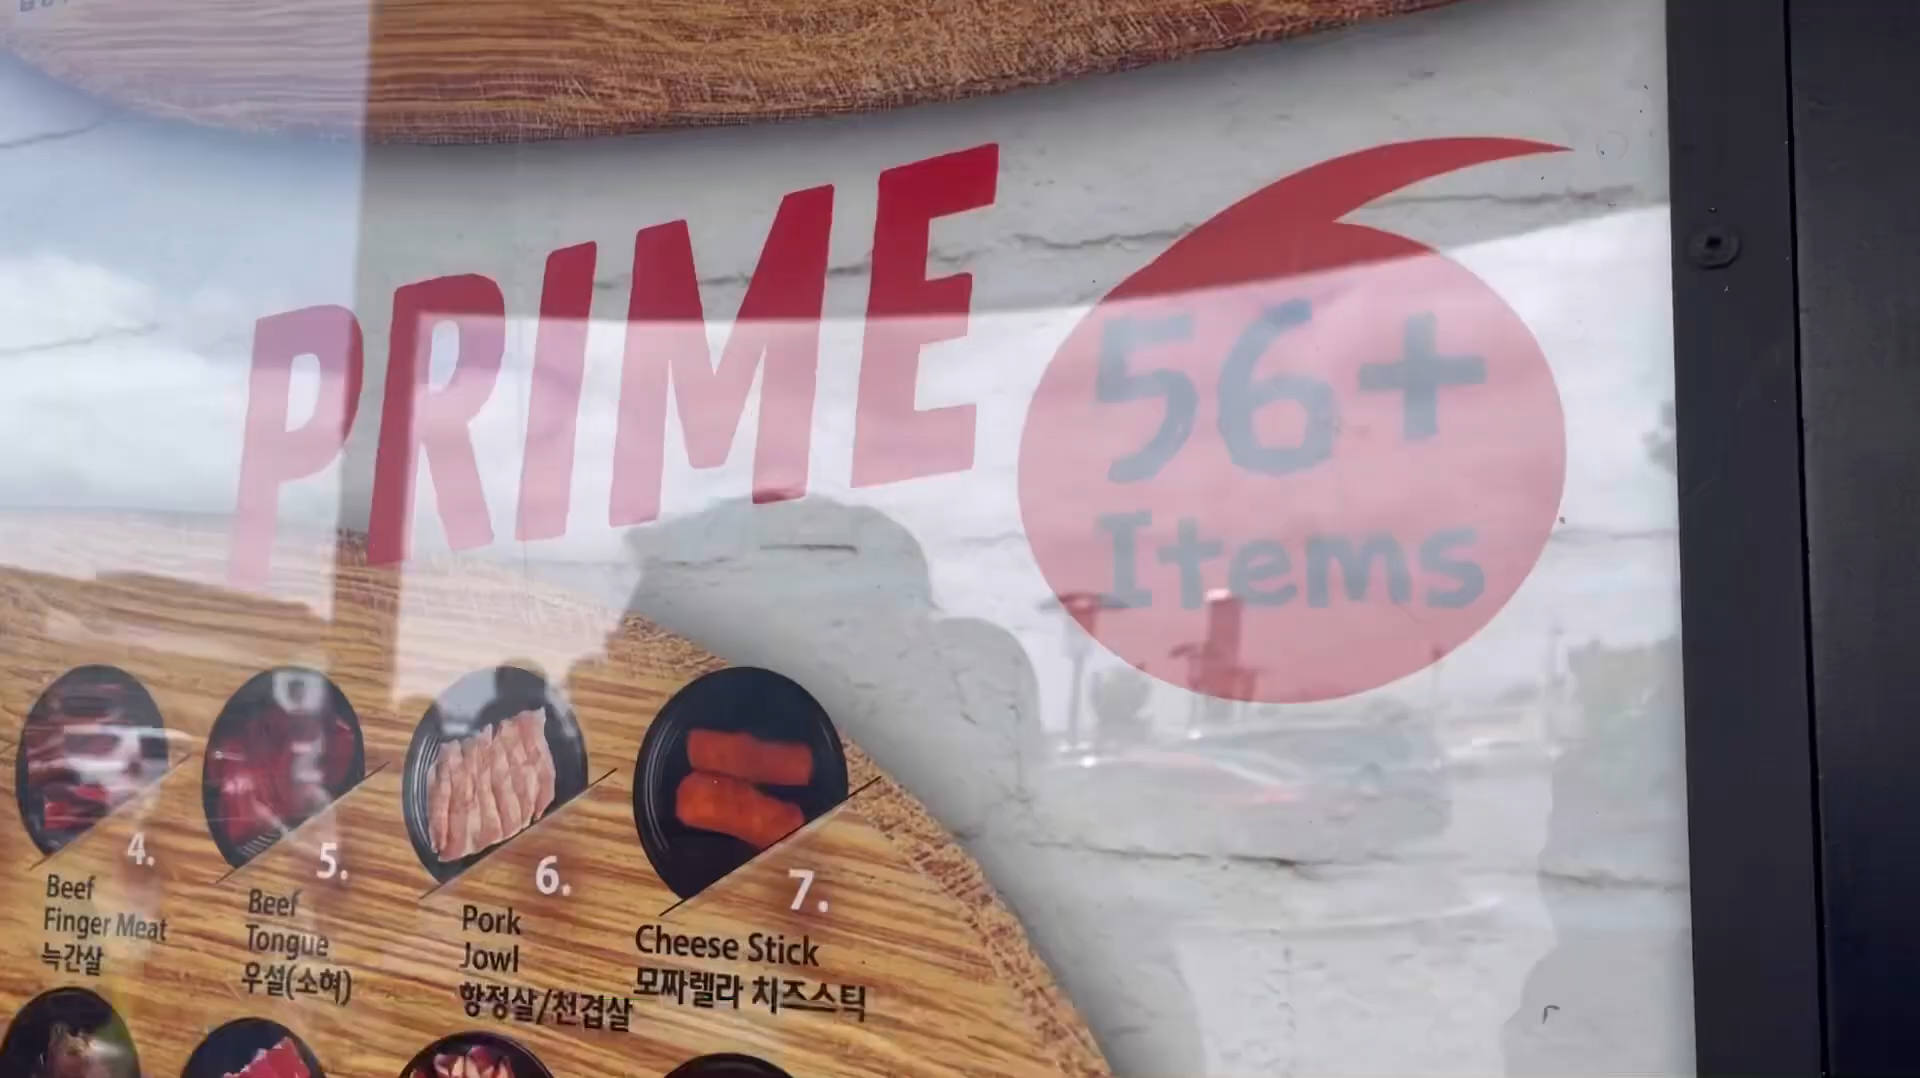 PRIME
56+
Items
4.
Beef
Finger Meat
늑간살
5.
Beef
Tongue
우설(소혀)
6.
Pork
Jowl
항정살/천겹살
7.
Cheese Stick
모짜렐라 치즈스틱